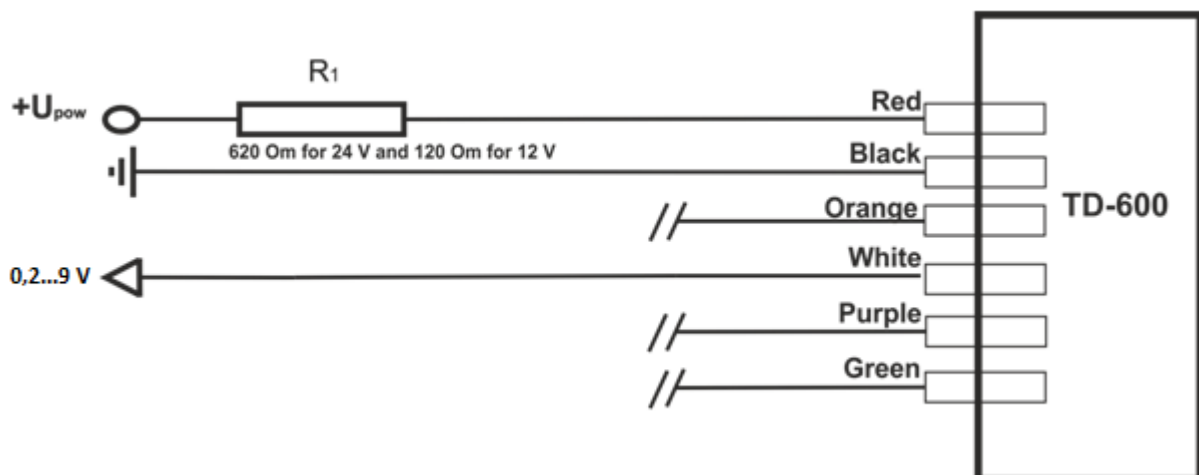 R1
+Upow
Red
620 Om for 24 V and 120 Om for 12 V
Black
Orange
TD-600
White
0,2...9 V
Purple
Green